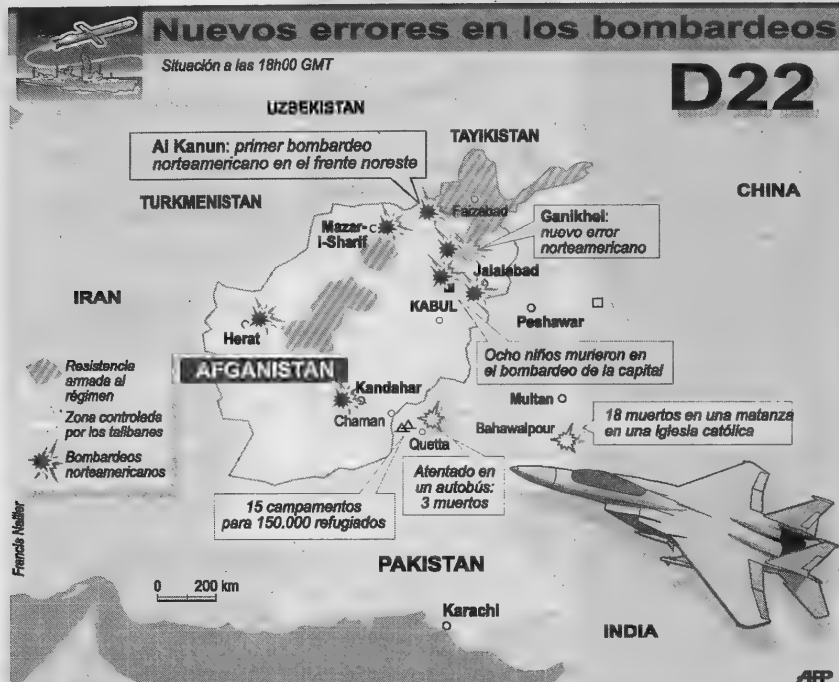 Nuevos errores en los bombardeos
Situación a las 18h00 GMT
D22
UZBEKISTAN
TAYIKISTAN
Ai Kanun: primer bombardeo
norteamericano en el frente noreste
CHINA
TURKMENISTAN
Faizabad
Mazar-
i-Sharif
Ganikhel:
nuevo error
norteamericano
Jalalabad
IRAN
KABUL
Peshawar
Herat
Ocho niños murieron en
el bombardeo de la capital
Resistencia
armada al
régimen
Zona controlada
por los talibanes
Bombardeos
norteamericanos
AFGANISTAN
Kandahar
Chaman
Multan
18 muertos en una matanza
en una iglesia católica
Bahawalpour
Quetta
Atentado en
un autobús:
3 muertos
15 campamentos
para 150.000 refugiados
Francis Nallier
PAKISTAN
0 200 km
Karachi
INDIA
AFP